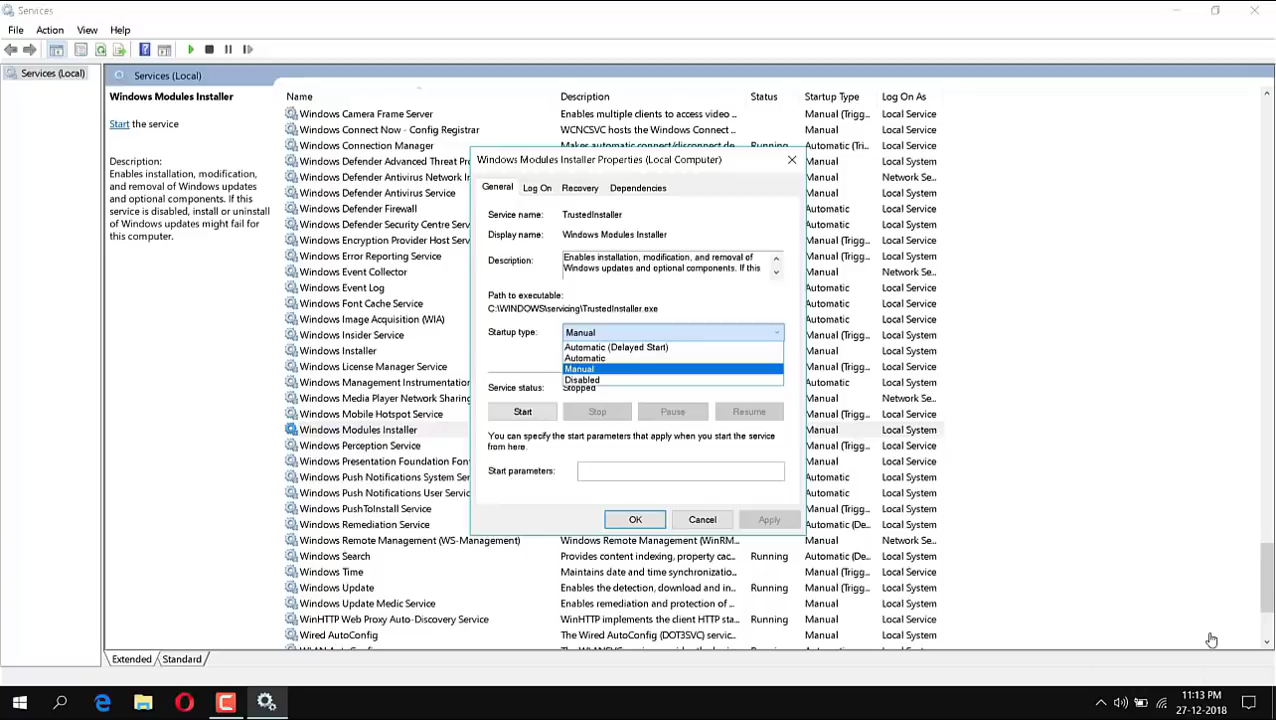 Services
File Action View Help
Services (Local)
Services (Local)
Windows Modules Installer
Start the service
Description:
Enables installation, modification,
and removal of Windows updates
and optional components. If this
service is disabled, install or uninstall
of Windows updates might fail for
this computer.
Name Description Status Startup Type Log On As
Windows Camera Frame Server Enables multiple clients to access video ... Manual (Trigg... Local Service
Windows Connect Now - Config Registrar WCNCSVC hosts the Windows Connect ... Manual Local Service
Windows Connection Manager Makes automatic connect/disconnect de... Running Automatic (Tri... Local Service
Windows Defender Advanced Threat Pro Manual Local System
Windows Defender Antivirus Network In Manual Network Se...
Windows Defender Antivirus Service Manual Local System
Windows Defender Firewall Automatic Local Service
Windows Defender Security Centre Serv Automatic Local System
Windows Encryption Provider Host Serv Manual (Trigg... Local Service
Windows Error Reporting Service Manual (Trigg... Local System
Windows Event Collector Manual Network Se...
Windows Event Log Automatic Local Service
Windows Font Cache Service Automatic Local Service
Windows Image Acquisition (WIA) Automatic Local Service
Windows Insider Service Manual (Trigg... Local System
Windows Installer Manual Local System
Windows License Manager Service Manual (Trigg... Local Service
Windows Management Instrumentation Automatic Local System
Windows Media Player Network Sharing Manual Network Se...
Windows Mobile Hotspot Service Manual (Trigg... Local Service
Windows Modules Installer Manual Local System
Windows Perception Service Manual (Trigg... Local Service
Windows Presentation Foundation Fon Manual Local Service
Windows Push Notifications System Ser Automatic Local System
Windows Push Notifications User Servic Automatic Local System
Windows PushToInstall Service Manual (Trigg... Local System
Windows Remediation Service Automatic (De... Local System
Windows Remote Management (WS-Management) Windows Remote Management (WinRM... Manual Network Se...
Windows Search Provides content indexing, property cac... Running Automatic (De... Local System
Windows Time Maintains date and time synchronizatio... Manual (Trigg... Local Service
Windows Update Enables the detection, download and in... Running Manual (Trigg... Local System
Windows Update Medic Service Enables remediation and protection of ... Manual Local System
WinHTTP Web Proxy Auto-Discovery Service WinHTTP implements the client HTTP sta... Running Manual Local Service
Wired AutoConfig The Wired AutoConfig (DOT3SVC) servic... Manual Local System
Windows Modules Installer Properties (Local Computer)
General Log On Recovery Dependencies
Service name: TrustedInstaller
Display name: Windows Modules Installer
Description: Enables installation, modification, and removal of
Windows updates and optional components. If this
Path to executable:
C:\WINDOWS\servicing\TrustedInstaller.exe
Startup type: Manual
Automatic (Delayed Start)
Automatic
Manual
Disabled
Service status: Stopped
Start Stop Pause Resume
You can specify the start parameters that apply when you start the service
from here.
Start parameters:
OK Cancel Apply
Extended Standard
11:13 PM
27-12-2018